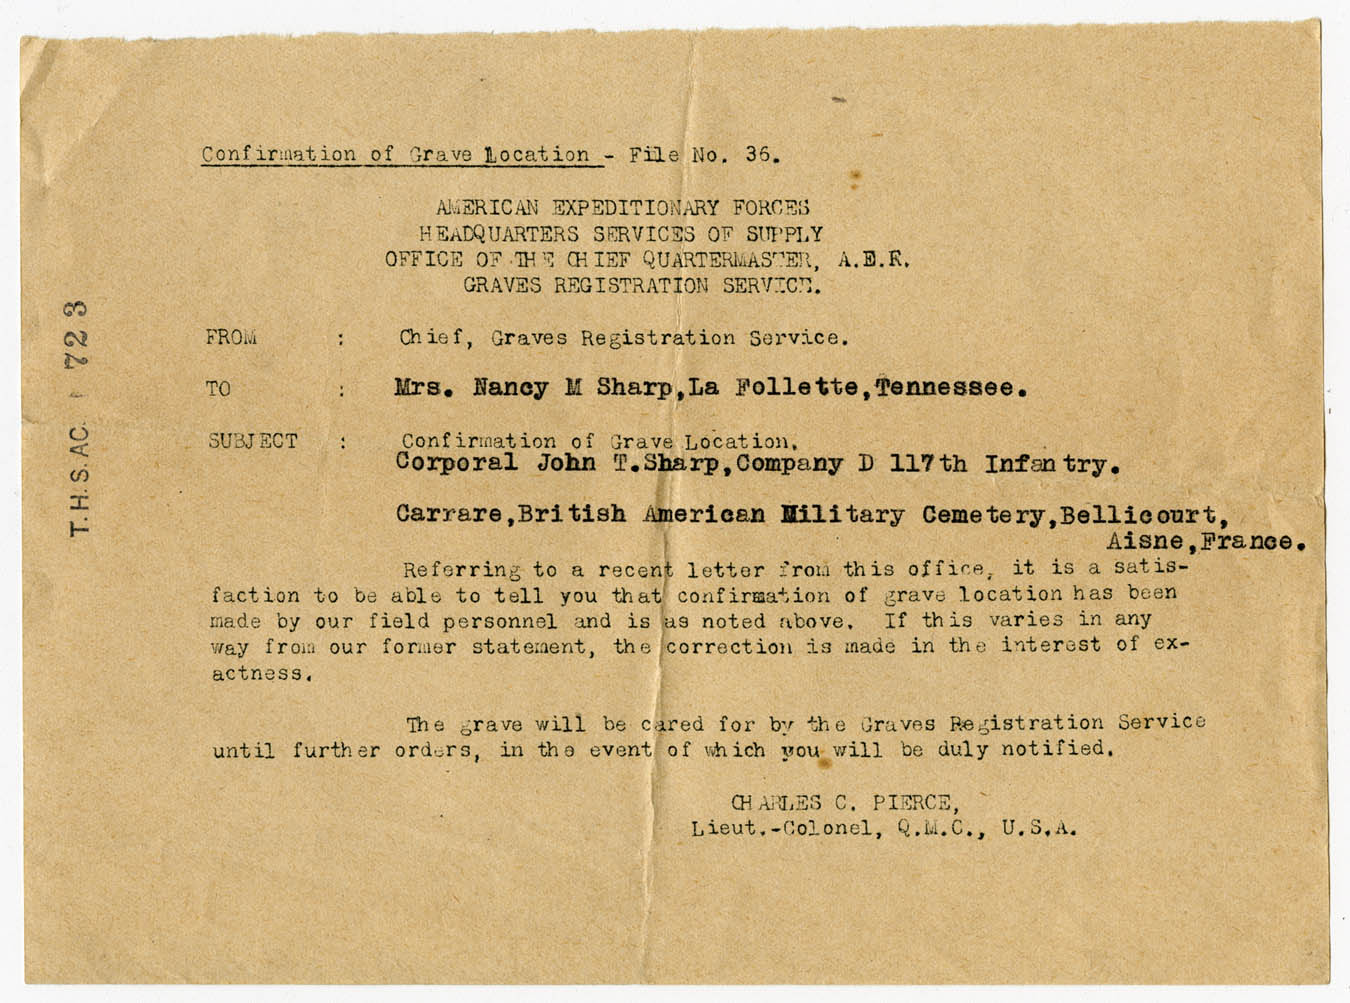 Confirmation of Grave Location - File No. 36.
AMERICAN EXPEDITIONARY FORCES
HEADQUARTERS SERVICES OF SUPPLY
OFFICE OF THE CHIEF QUARTERMASTER, A.E.F.
GRAVES REGISTRATION SERVICE.
FROM : Chief, Graves Registration Service.
TO : Mrs. Nancy M Sharp,La Follette,Tennessee.
SUBJECT : Confirmation of Grave Location.
Corporal John T.Sharp,Company D 117th Infantry.
Carrare,British American Military Cemetery,Bellicourt,
Aisne,France.
Referring to a recent letter from this office, it is a satis-
faction to be able to tell you that confirmation of grave location has been
made by our field personnel and is as noted above. If this varies in any
way from our former statement, the correction is made in the interest of ex-
actness.
The grave will be cared for by the Graves Registration Service
until further orders, in the event of which you will be duly notified.
CHARLES C. PIERCE,
Lieut.-Colonel, Q.M.C., U.S.A.
T.H.S.AC. 723